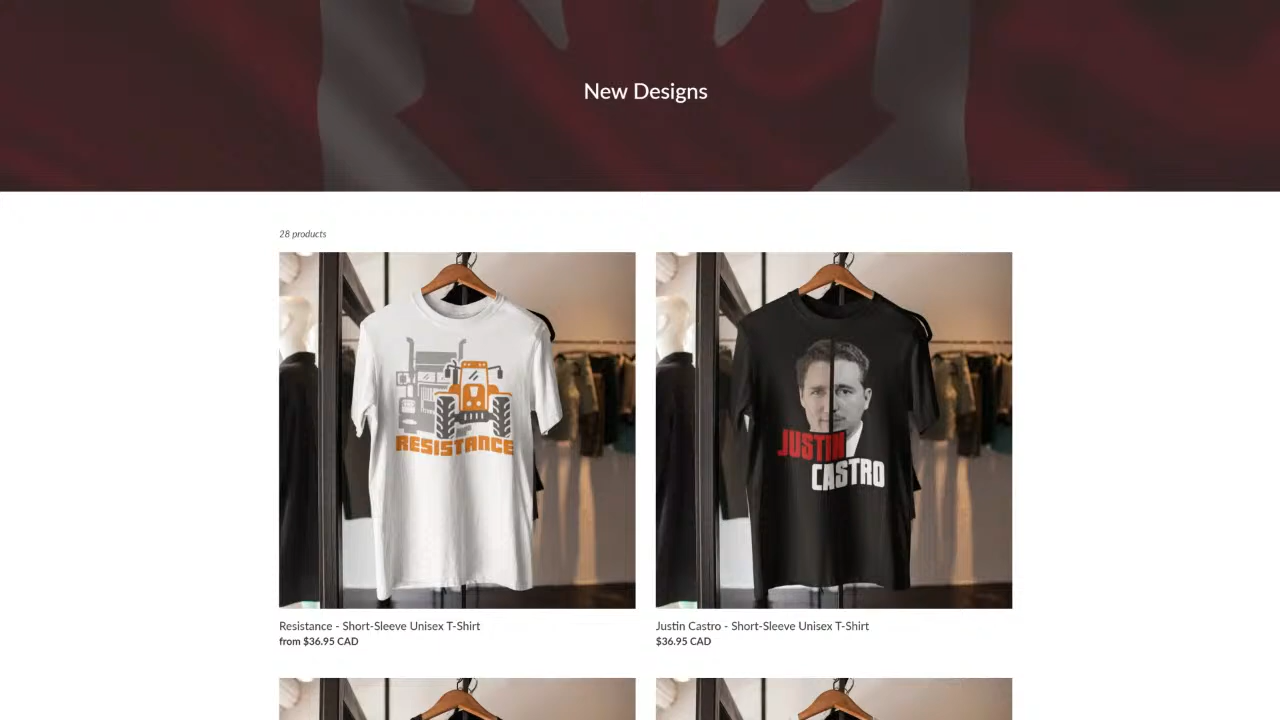 New Designs
28 products
RESISTANCE
JUSTIN
CASTRO
Resistance - Short-Sleeve Unisex T-Shirt
from $36.95 CAD
Justin Castro - Short-Sleeve Unisex T-Shirt
$36.95 CAD